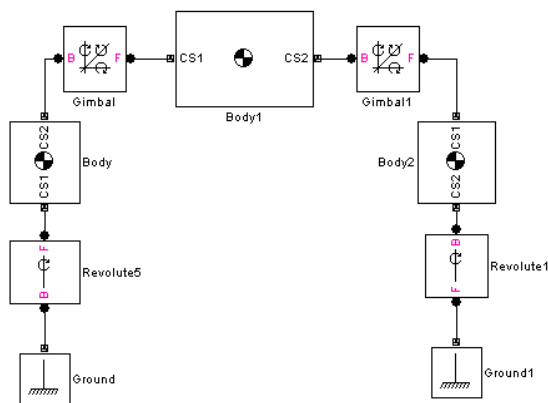 B F CS1 CS2 B F
Gimbal Body1 Gimbal1
CS2 CS1
Body Body2
CS1 CS2
F B
Revolute5 Revolute1
B F
Ground Ground1